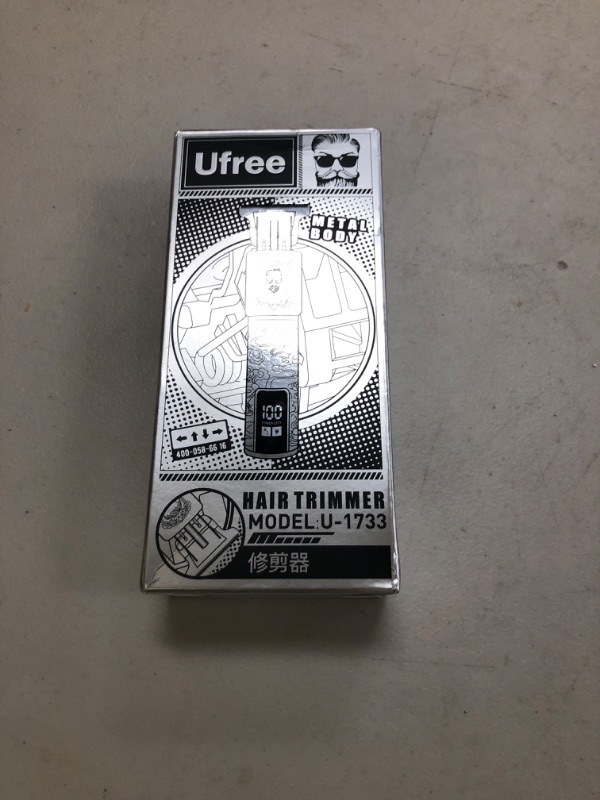 Ufree
METAL
BODY
100
← ↑ ↓ →
400-058-66 16
HAIR TRIMMER
MODEL:U-1733
修剪器